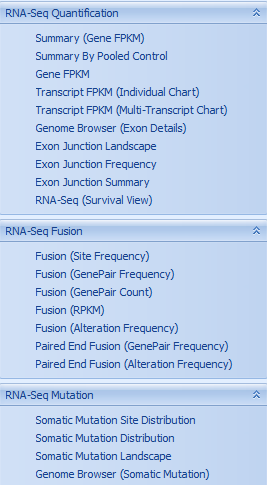 RNA-Seq Quantification
Summary (Gene FPKM)
Summary By Pooled Control
Gene FPKM
Transcript FPKM (Individual Chart)
Transcript FPKM (Multi-Transcript Chart)
Genome Browser (Exon Details)
Exon Junction Landscape
Exon Junction Frequency
Exon Junction Summary
RNA-Seq (Survival View)
RNA-Seq Fusion
Fusion (Site Frequency)
Fusion (GenePair Frequency)
Fusion (GenePair Count)
Fusion (RPKM)
Fusion (Alteration Frequency)
Paired End Fusion (GenePair Frequency)
Paired End Fusion (Alteration Frequency)
RNA-Seq Mutation
Somatic Mutation Site Distribution
Somatic Mutation Distribution
Somatic Mutation Landscape
Genome Browser (Somatic Mutation)